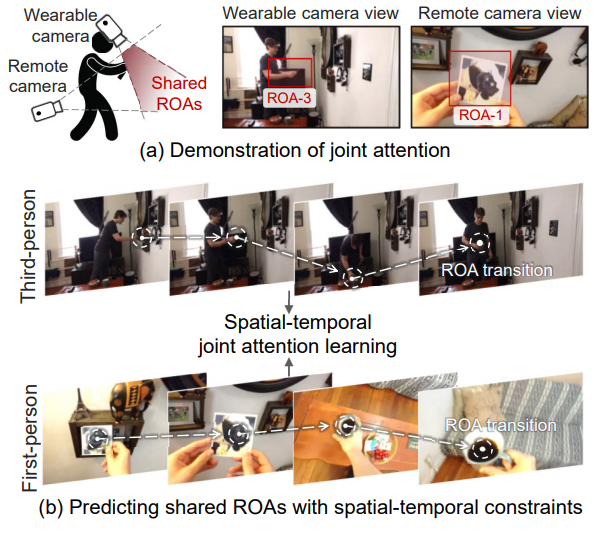 Wearable
camera
Remote
camera
Shared
ROAs
Wearable camera view
Remote camera view
ROA-3
ROA-1
(a) Demonstration of joint attention
Third-person
ROA transition
Spatial-temporal
joint attention learning
First-person
ROA transition
(b) Predicting shared ROAs with spatial-temporal constraints